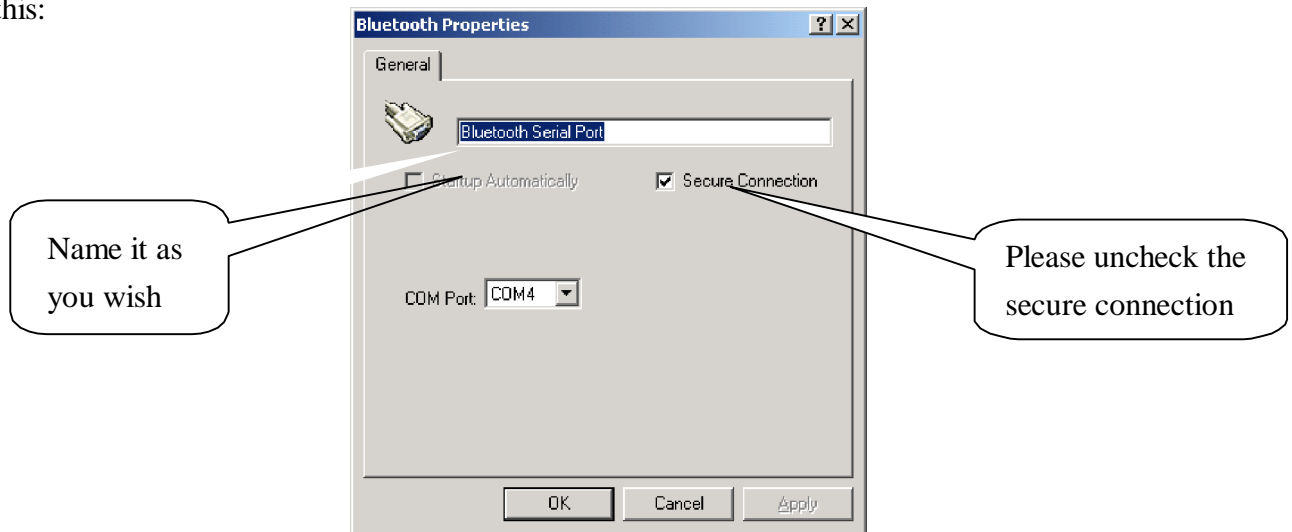 this:
Bluetooth Properties
General
Bluetooth Serial Port
Startup Automatically
Secure Connection
Name it as
you wish
Please uncheck the
secure connection
COM Port: COM4
OK
Cancel
Apply